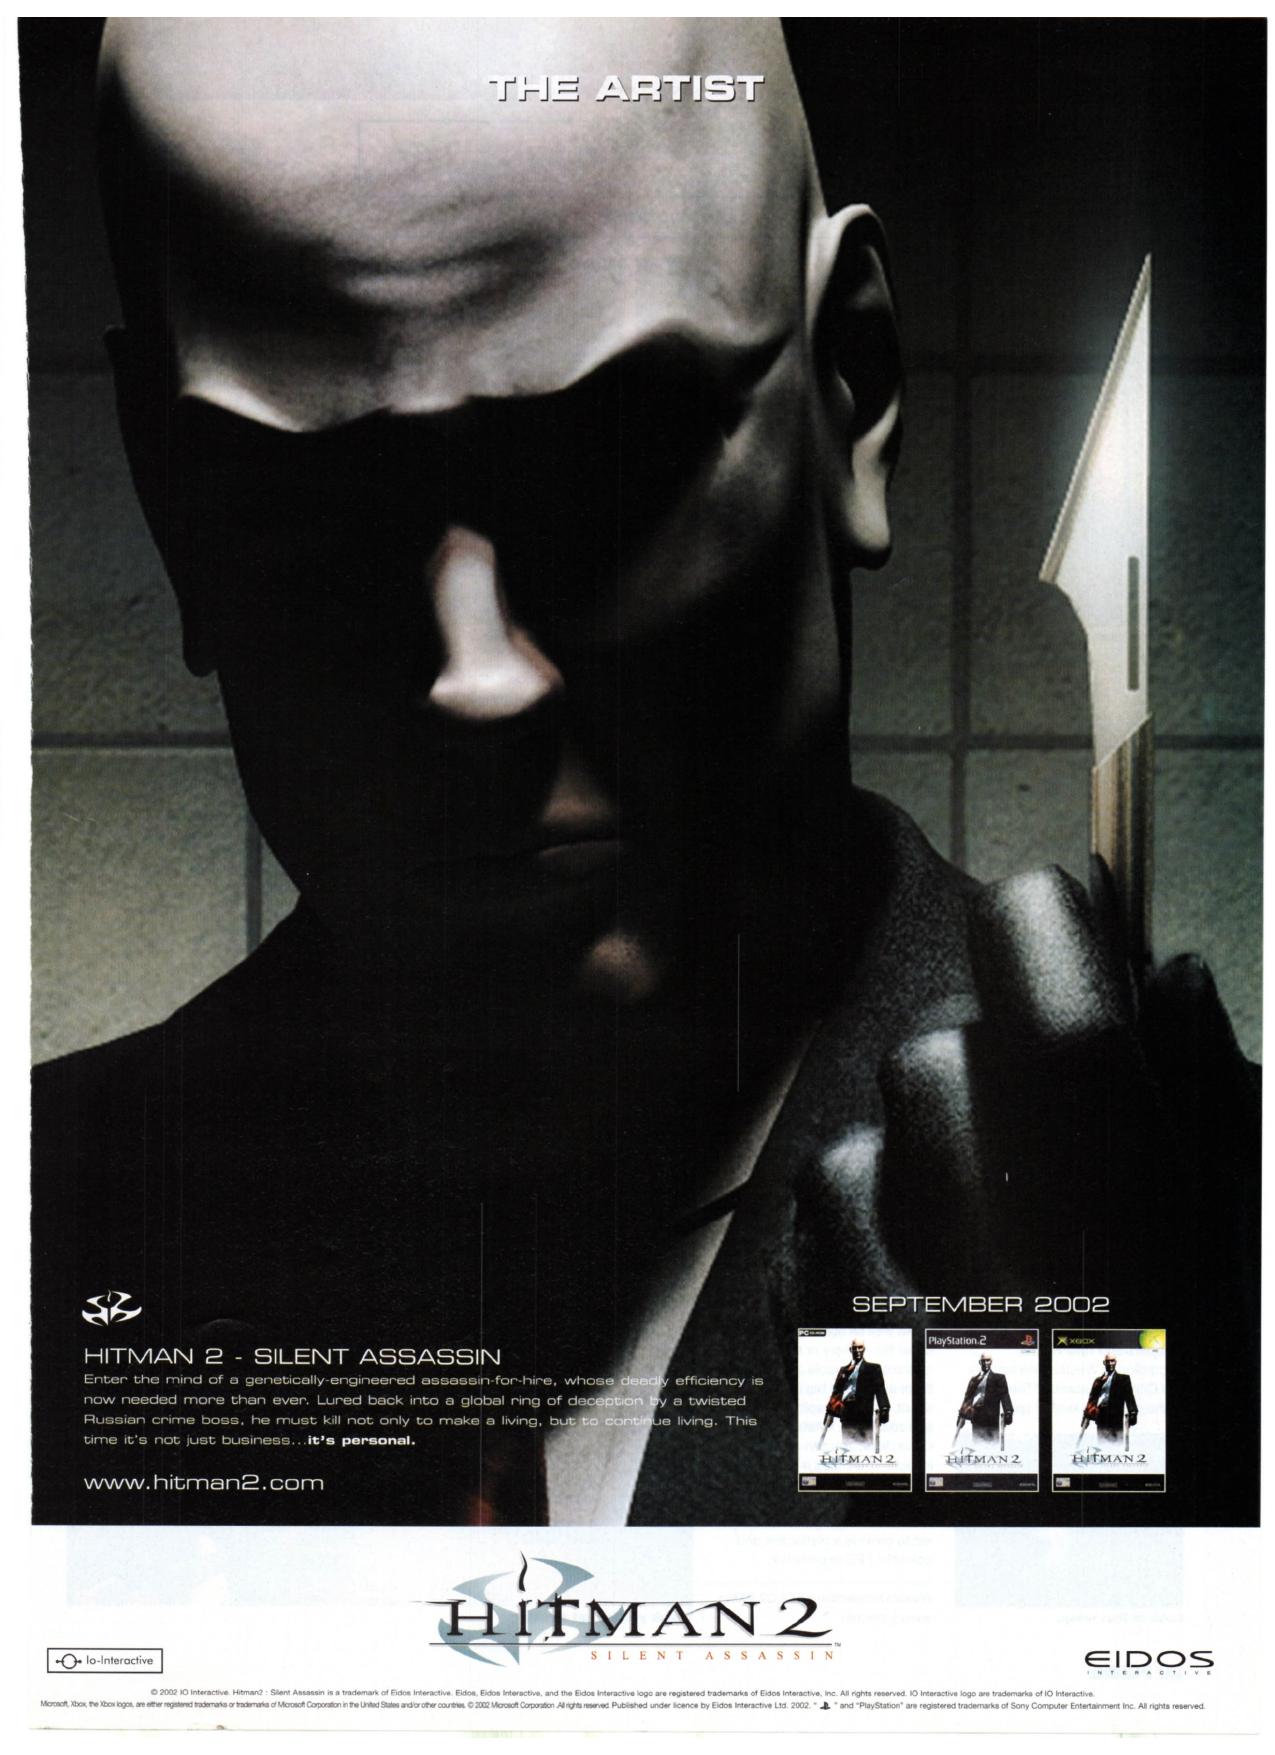 THE ARTIST
SEPTEMBER 2002
PC CD-ROM
PlayStation.2
XBOX
HITMAN 2
HITMAN 2
HITMAN 2
HITMAN 2 - SILENT ASSASSIN
Enter the mind of a genetically-engineered assassin-for-hire, whose deadly efficiency is
now needed more than ever. Lured back into a global ring of deception by a twisted
Russian crime boss, he must kill not only to make a living, but to continue living. This
time it's not just business...it's personal.
www.hitman2.com
HITMAN 2 ™
SILENT ASSASSIN
Io-Interactive
EIDOS
INTERACTIVE
© 2002 IO Interactive. Hitman2 : Silent Assassin is a trademark of Eidos Interactive. Eidos, Eidos Interactive, and the Eidos Interactive logo are registered trademarks of Eidos Interactive, Inc. All rights reserved. IO Interactive logo are trademarks of IO Interactive.
Microsoft, Xbox, the Xbox logos, are either registered trademarks or trademarks of Microsoft Corporation in the United States and/or other countries. © 2002 Microsoft Corporation .All rights reserved. Published under licence by Eidos Interactive Ltd. 2002. " " and "PlayStation" are registered trademarks of Sony Computer Entertainment Inc. All rights reserved.